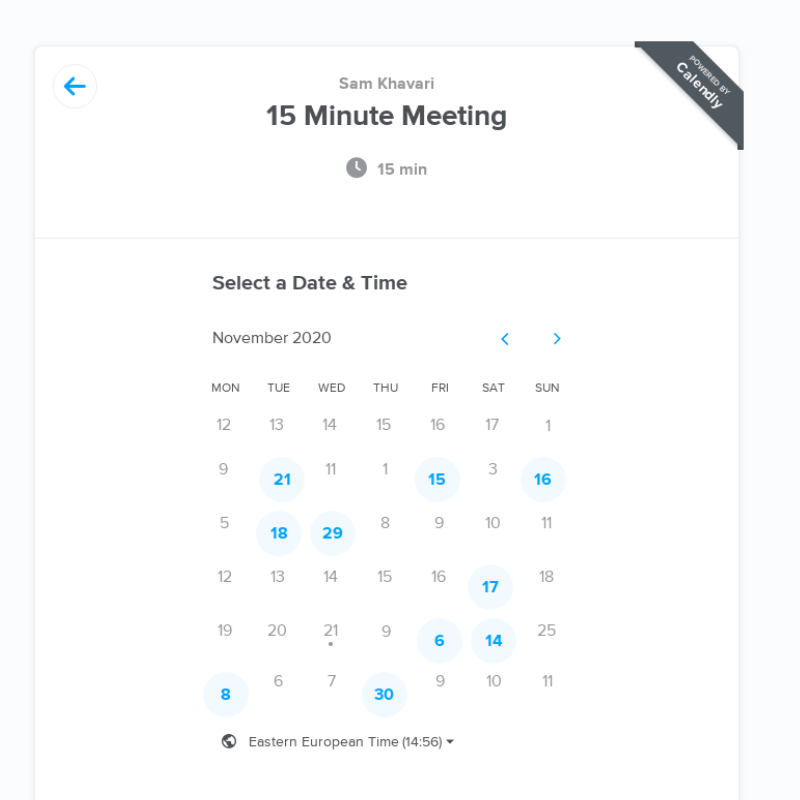 Sam Khavari
15 Minute Meeting
15 min
POWERED BY
Calendly
Select a Date & Time
November 2020
MON TUE WED THU FRI SAT SUN
12 13 14 15 16 17 1
9 21 11 1 15 3 16
5 18 29 8 9 10 11
12 13 14 15 16 17 18
19 20 21 9 6 14 25
8 6 7 30 9 10 11
Eastern European Time (14:56)